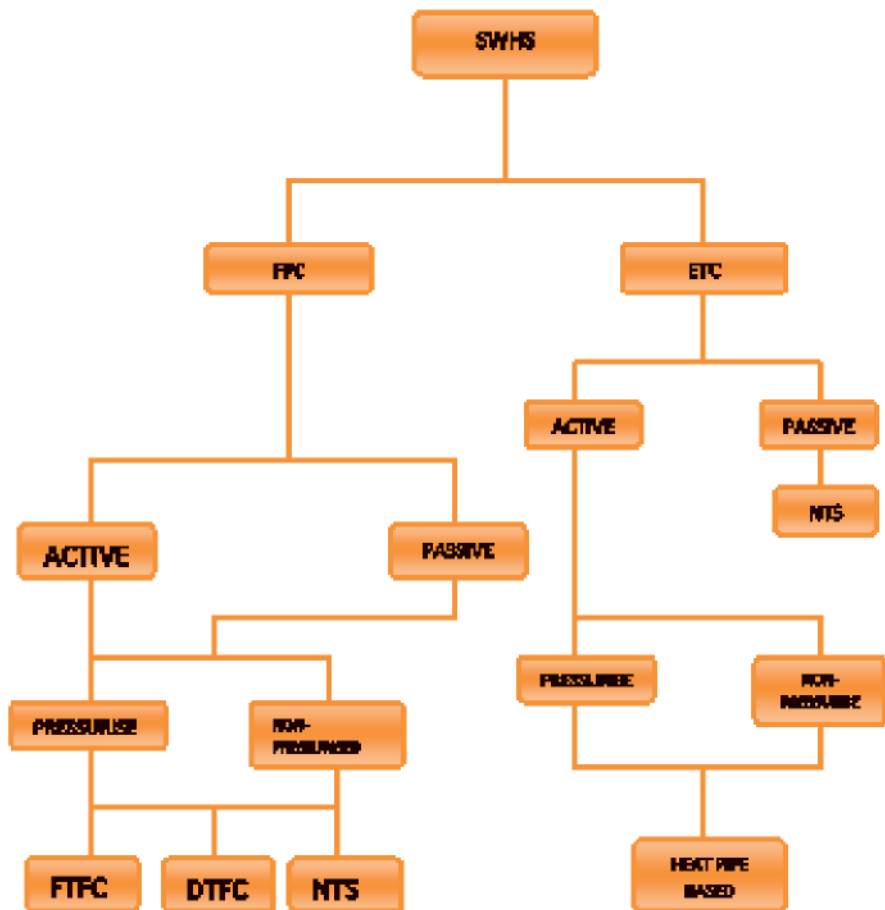 SWHS
FPC
ETC
ACTIVE
PASSIVE
NTS
ACTIVE
PASSIVE
PRESSURISE
NON-
PRESSURISE
PRESSURISE
NON-
PRESSURISED
HEAT PIPE
BASED
FTFC
DTFC
NTS